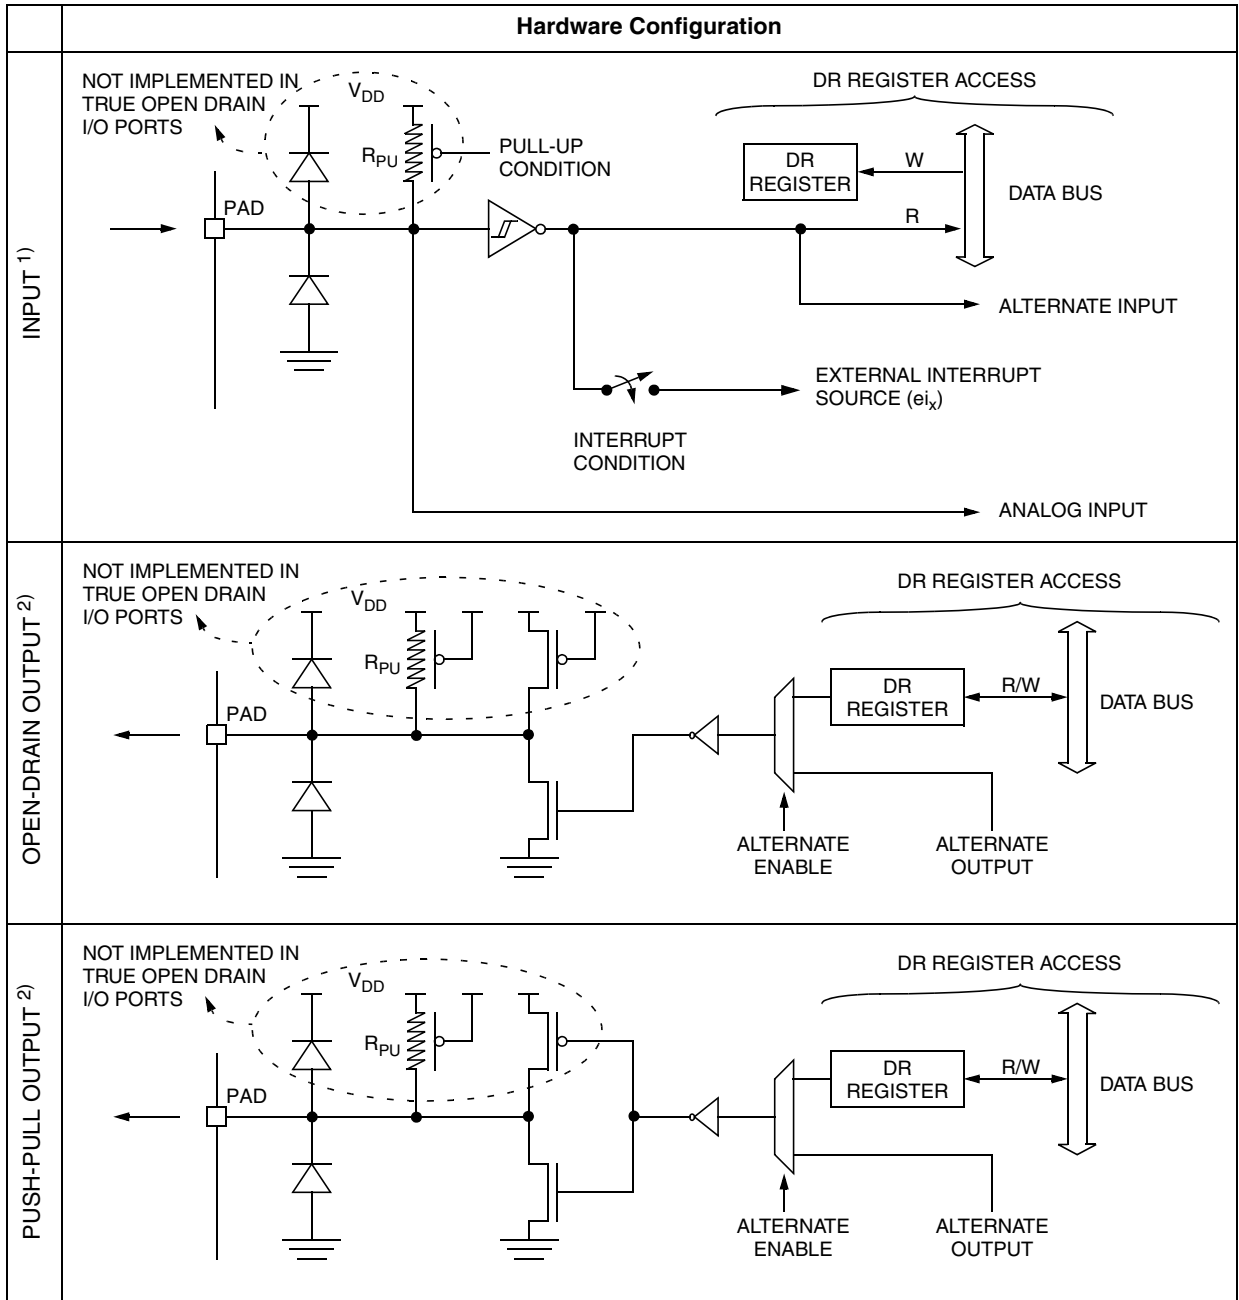 Hardware Configuration
INPUT 1)
NOT IMPLEMENTED IN
TRUE OPEN DRAIN
I/O PORTS
VDD
RPU
PULL-UP
CONDITION
PAD
DR REGISTER ACCESS
DR
REGISTER
W
R
DATA BUS
ALTERNATE INPUT
EXTERNAL INTERRUPT
SOURCE (eix)
INTERRUPT
CONDITION
ANALOG INPUT
OPEN-DRAIN OUTPUT 2)
NOT IMPLEMENTED IN
TRUE OPEN DRAIN
I/O PORTS
VDD
RPU
PAD
DR REGISTER ACCESS
DR
REGISTER
R/W
DATA BUS
ALTERNATE
ENABLE
ALTERNATE
OUTPUT
PUSH-PULL OUTPUT 2)
NOT IMPLEMENTED IN
TRUE OPEN DRAIN
I/O PORTS
VDD
RPU
PAD
DR REGISTER ACCESS
DR
REGISTER
R/W
DATA BUS
ALTERNATE
ENABLE
ALTERNATE
OUTPUT